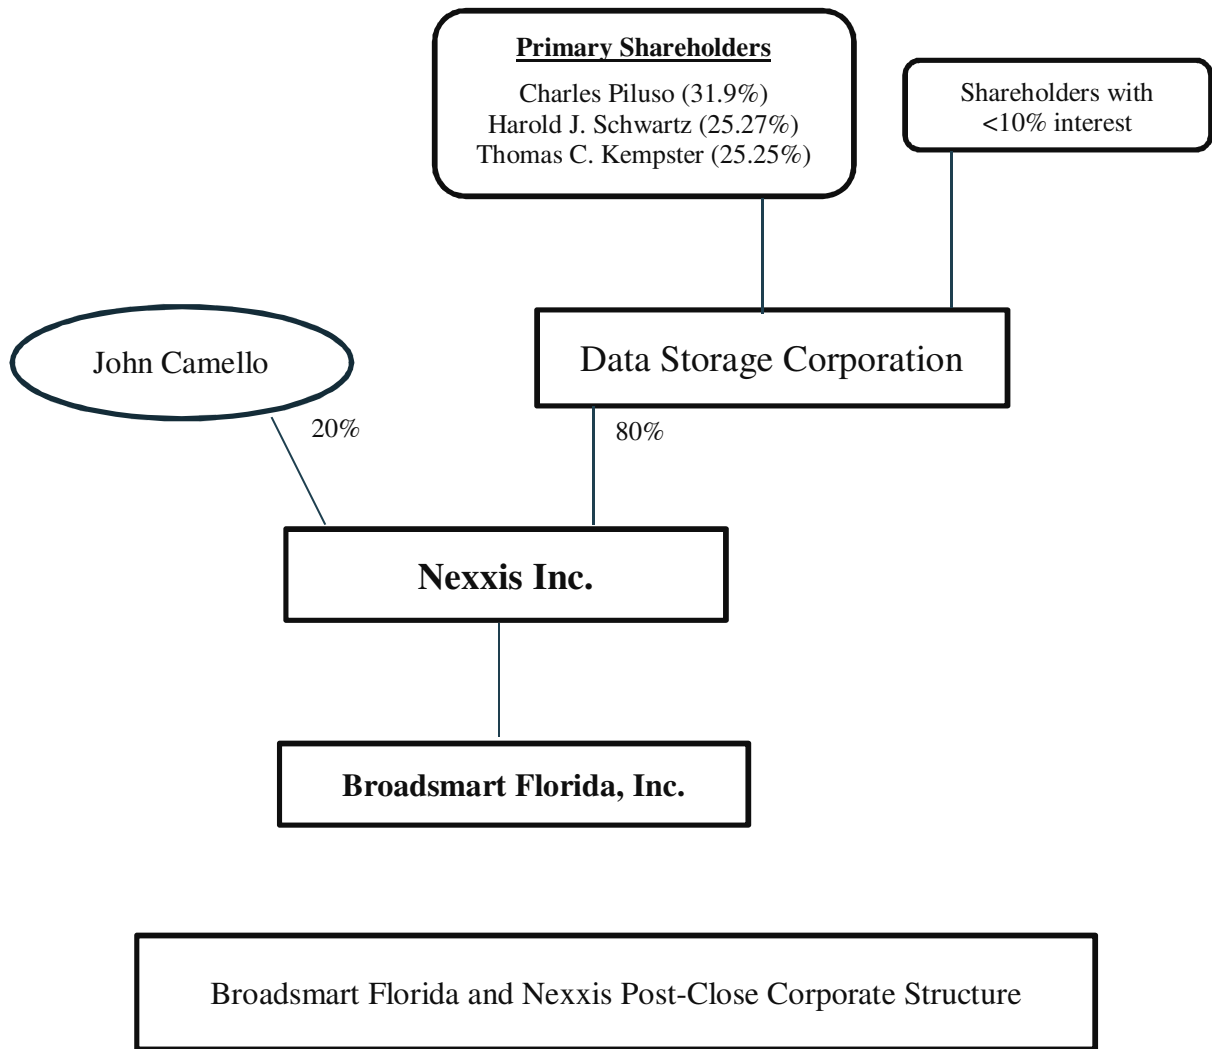 Primary Shareholders
Charles Piluso (31.9%)
Harold J. Schwartz (25.27%)
Thomas C. Kempster (25.25%)
Shareholders with
<10% interest
John Camello
Data Storage Corporation
20%
80%
Nexxis Inc.
Broadsmart Florida, Inc.
Broadsmart Florida and Nexxis Post-Close Corporate Structure